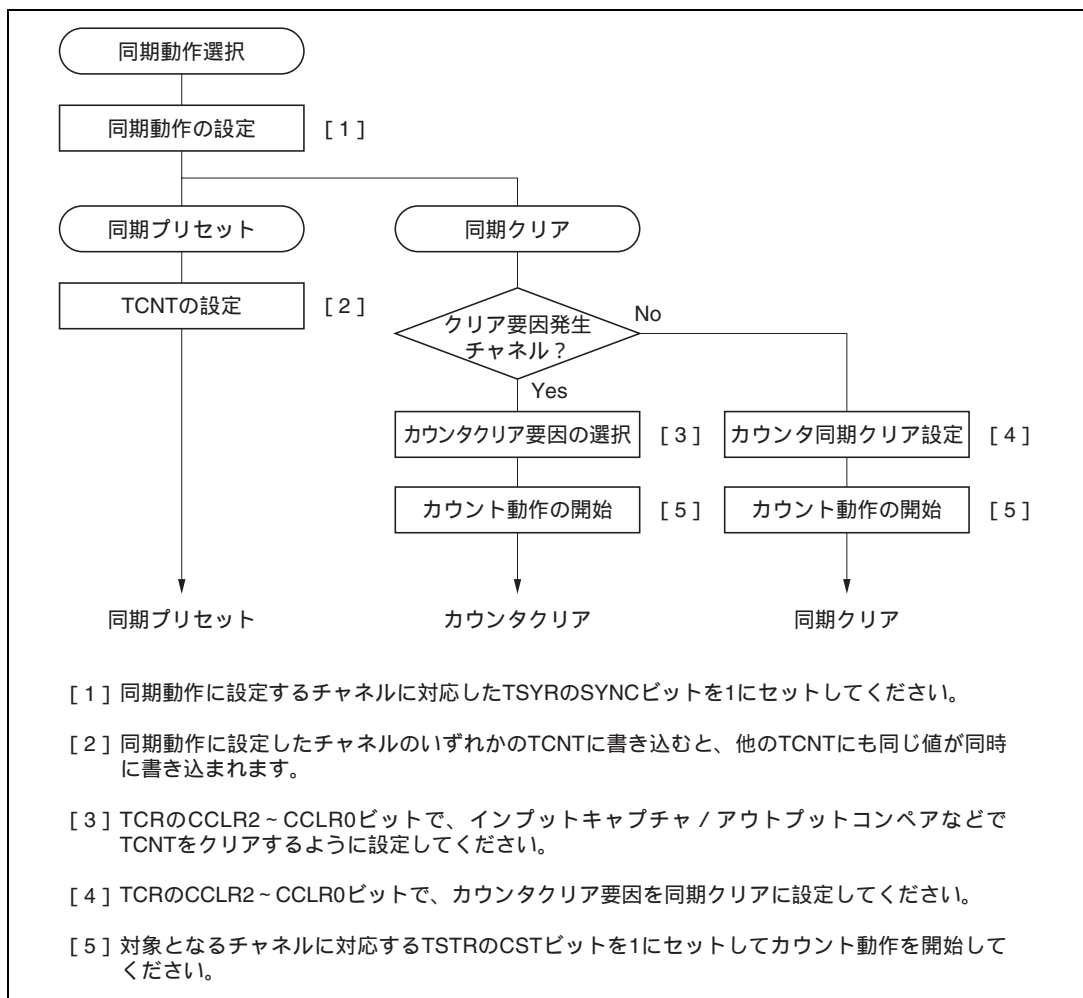 同期動作選択
同期動作の設定 [1]
同期プリセット 同期クリア
TCNTの設定 [2]
クリア要因発生
チャネル？
No
Yes
カウンタクリア要因の選択 [3] カウンタ同期クリア設定 [4]
カウント動作の開始 [5] カウント動作の開始 [5]
同期プリセット カウンタクリア 同期クリア
[1] 同期動作に設定するチャネルに対応したTSYRのSYNCビットを1にセットしてください。
[2] 同期動作に設定したチャネルのいずれかのTCNTに書き込むと、他のTCNTにも同じ値が同時
に書き込まれます。
[3] TCRのCCLR2～CCLR0ビットで、インプットキャプチャ／アウトプットコンペアなどで
TCNTをクリアするように設定してください。
[4] TCRのCCLR2～CCLR0ビットで、カウンタクリア要因を同期クリアに設定してください。
[5] 対象となるチャネルに対応するTSTRのCSTビットを1にセットしてカウント動作を開始して
ください。